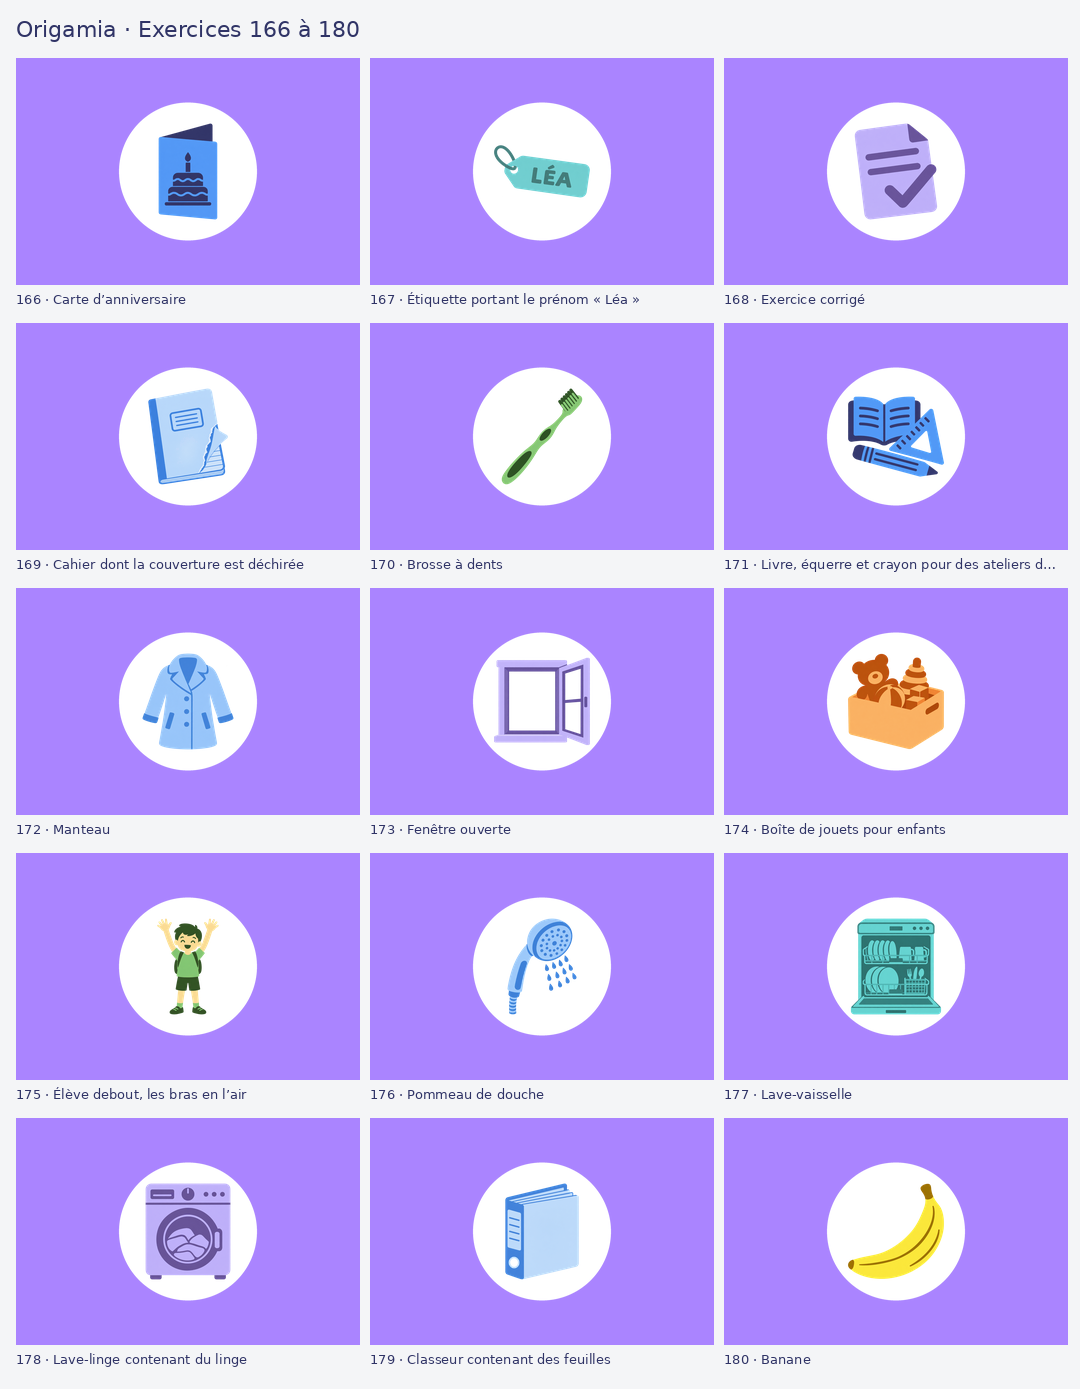 Origamia · Exercices 166 à 180
LÉA
166 · Carte d’anniversaire
167 · Étiquette portant le prénom « Léa »
168 · Exercice corrigé
169 · Cahier dont la couverture est déchirée
170 · Brosse à dents
171 · Livre, équerre et crayon pour des ateliers d...
172 · Manteau
173 · Fenêtre ouverte
174 · Boîte de jouets pour enfants
175 · Élève debout, les bras en l’air
176 · Pommeau de douche
177 · Lave-vaisselle
178 · Lave-linge contenant du linge
179 · Classeur contenant des feuilles
180 · Banane